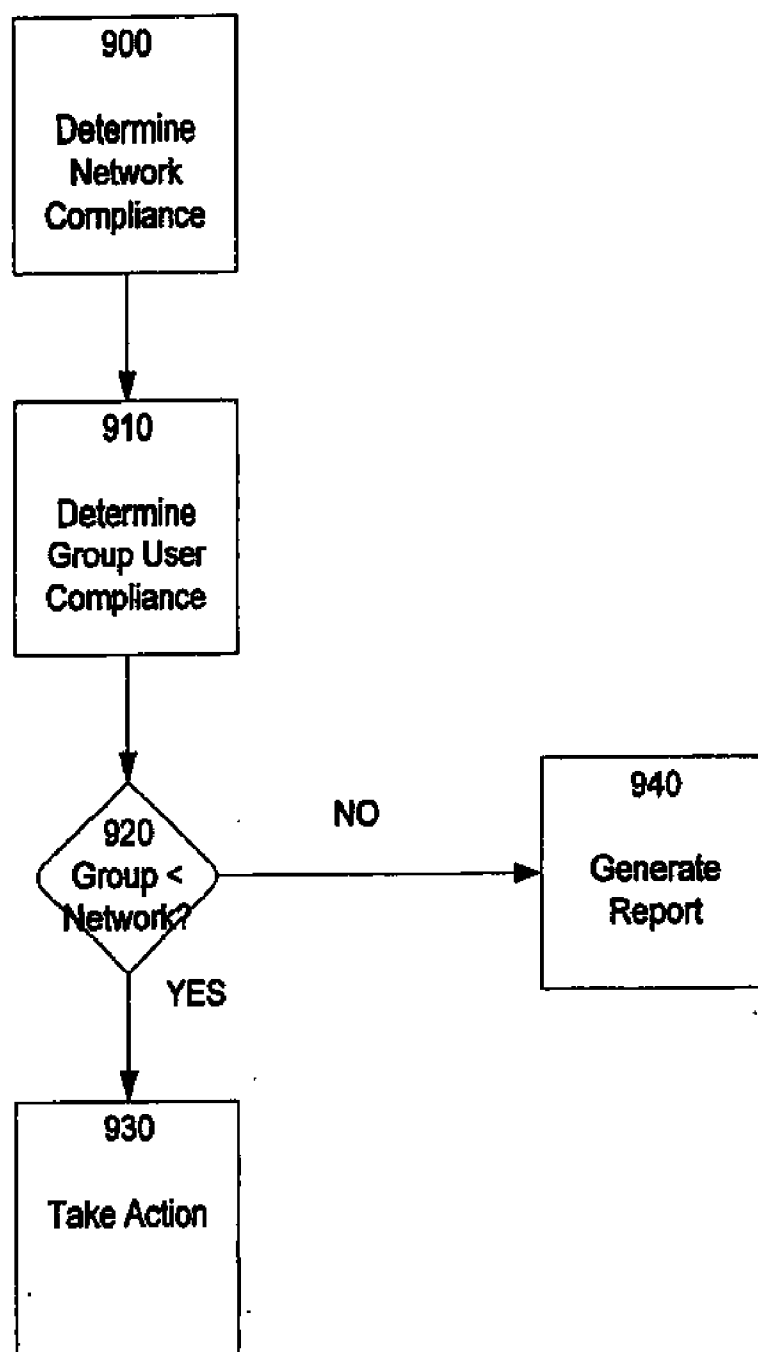 900
Determine
Network
Compliance
910
Determine
Group User
Compliance
920
Group <
Network?
NO
940
Generate
Report
YES
930
Take Action